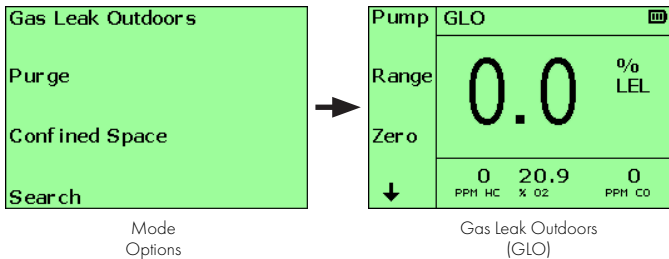 Gas Leak Outdoors
Purge
Confined Space
Search
Mode
Options
Pump
GLO
Range
0.0
%
LEL
Zero
0 20.9 0
PPM HC % O2 PPM CO
Gas Leak Outdoors
(GLO)